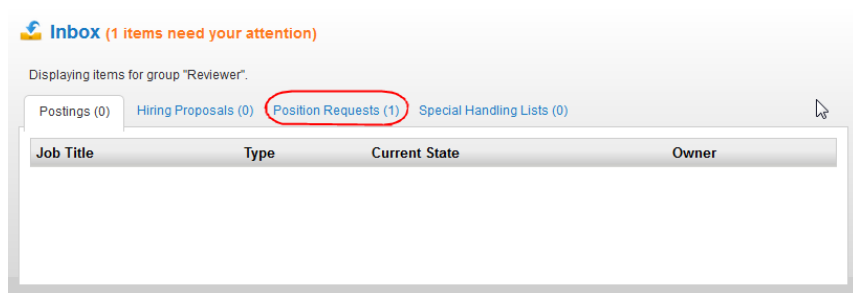 Inbox (1 items need your attention)
Displaying items for group "Reviewer".
Postings (0) Hiring Proposals (0) Position Requests (1) Special Handling Lists (0)
Job Title Type Current State Owner